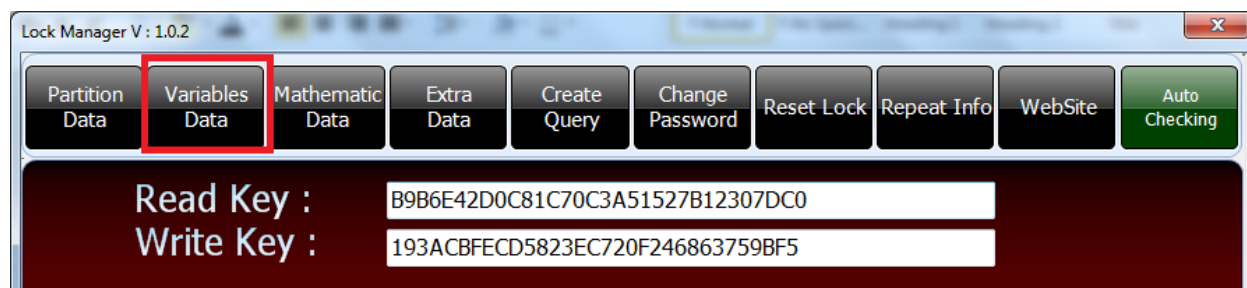 Lock Manager V : 1.0.2
Partition Data
Variables Data
Mathematic Data
Extra Data
Create Query
Change Password
Reset Lock
Repeat Info
WebSite
Auto Checking
Read Key :
B9B6E42D0C81C70C3A51527B12307DC0
Write Key :
193ACBFECD5823EC720F246863759BF5